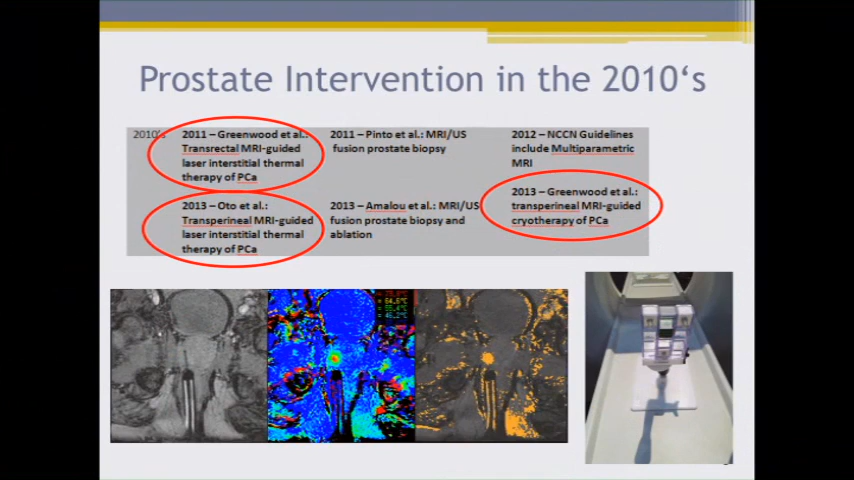 Prostate Intervention in the 2010‘s
2010's
2011 – Greenwood et al.:
Transrectal MRI-guided
laser interstitial thermal
therapy of PCa
2011 – Pinto et al.: MRI/US
fusion prostate biopsy
2012 – NCCN Guidelines
include Multiparametric
MRI
2013 – Oto et al.:
Transperineal MRI-guided
laser interstitial thermal
therapy of PCa
2013 – Amalou et al.: MRI/US
fusion prostate biopsy and
ablation
2013 – Greenwood et al.:
transperineal MRI-guided
cryotherapy of PCa